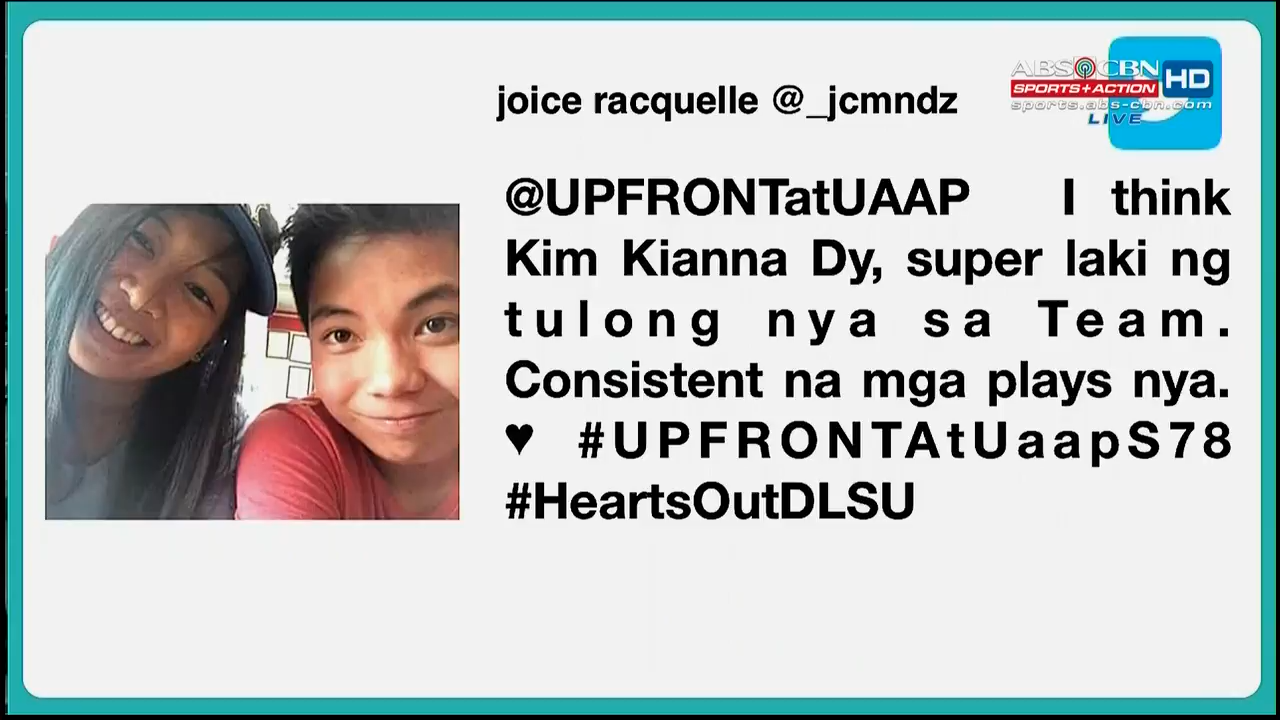 joice racquelle @_jcmndz
ABS CBN
SPORTS+ACTION
HD
sports.abs-cbn.com
LIVE
@UPFRONTatUAAP I think
Kim Kianna Dy, super laki ng
tulong nya sa Team.
Consistent na mga plays nya.
♥ #UPFRONTAtUaapS78
#HeartsOutDLSU